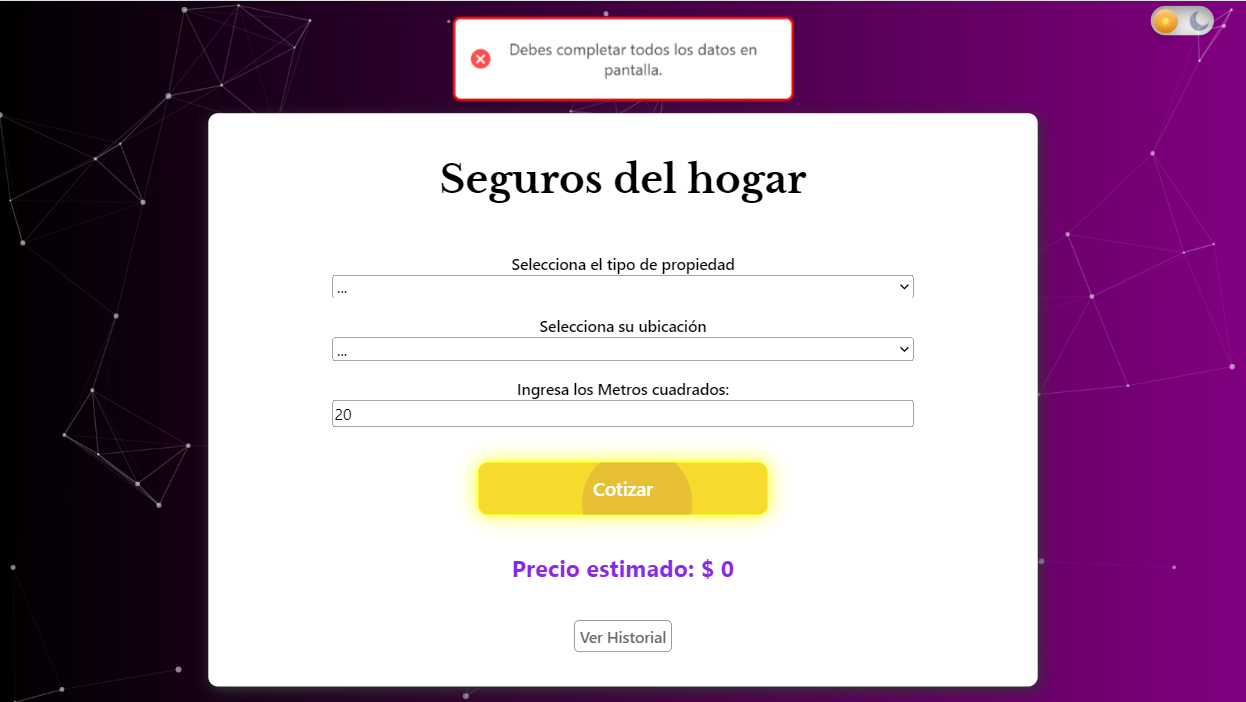 Debes completar todos los datos en
pantalla.
Seguros del hogar
Selecciona el tipo de propiedad
...
Selecciona su ubicación
...
Ingresa los Metros cuadrados:
20
Cotizar
Precio estimado: $ 0
Ver Historial